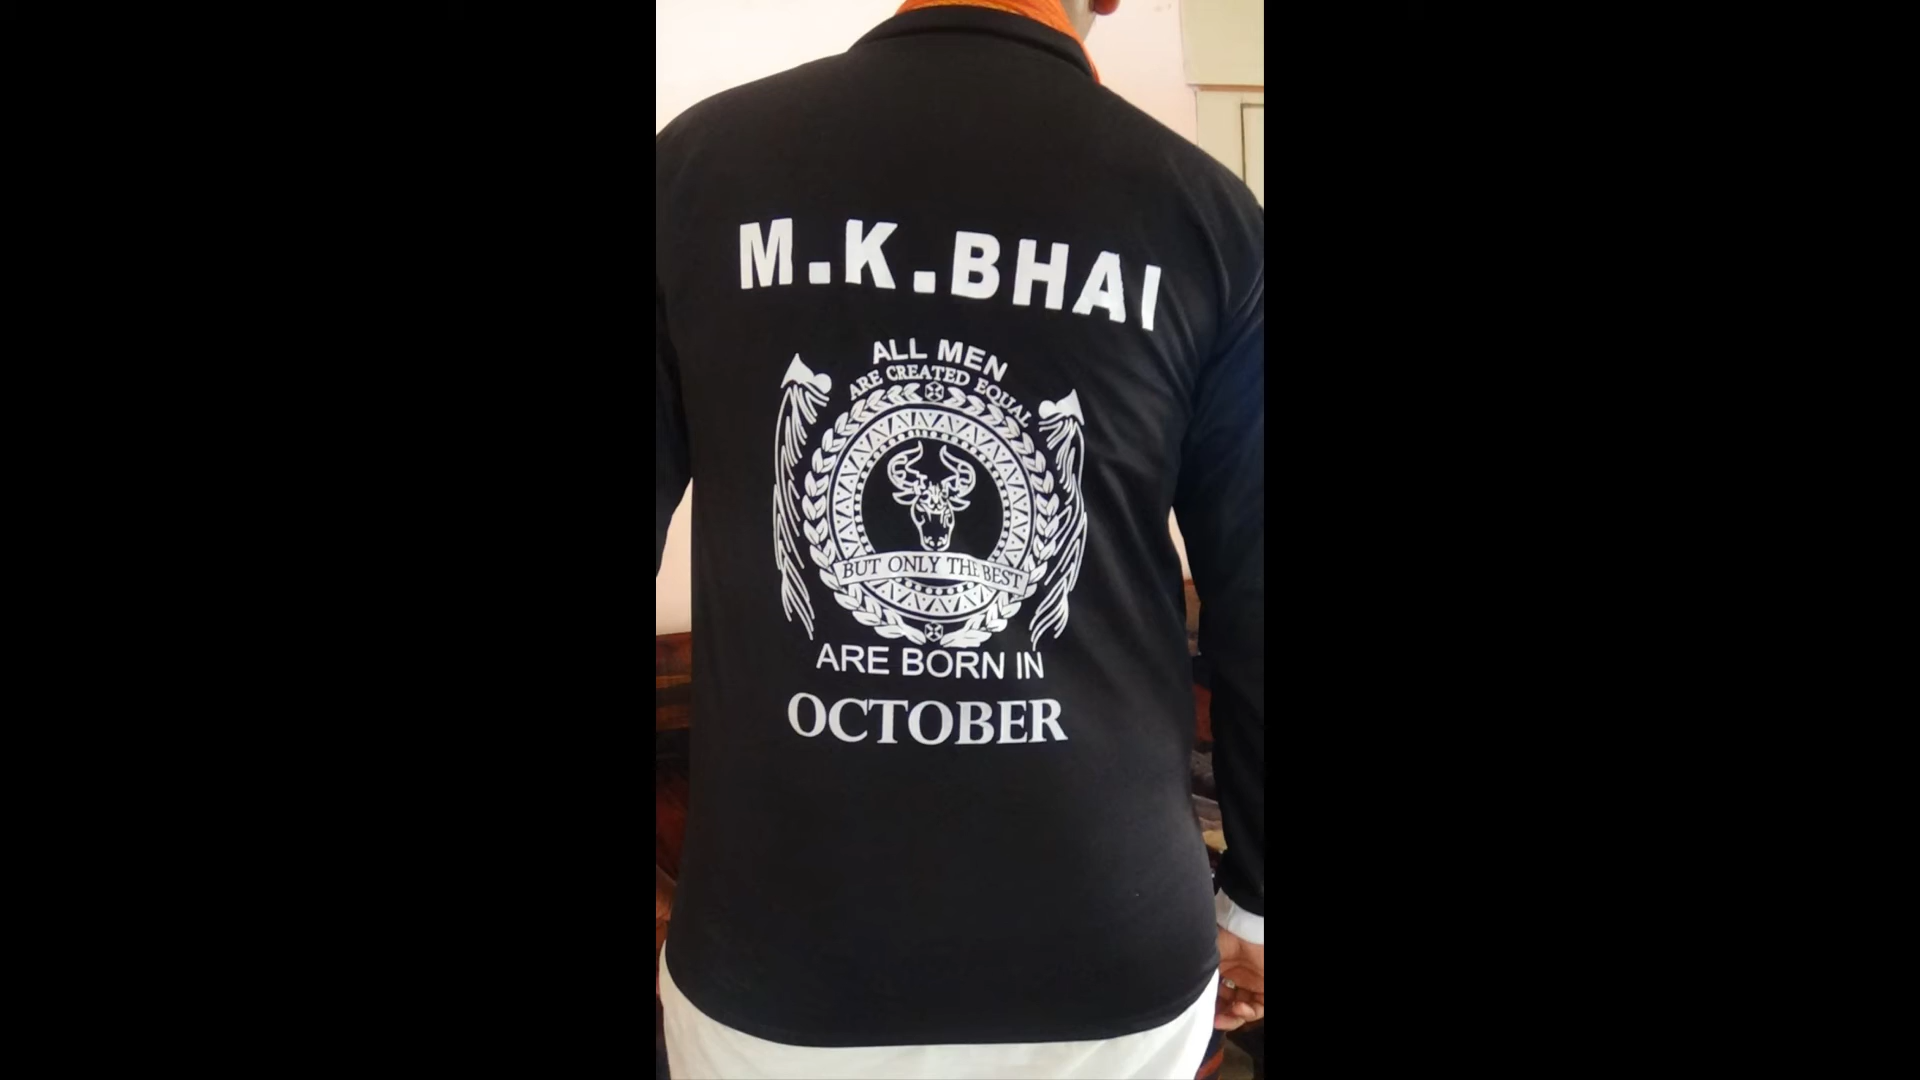 M.K.BHAI
ALL MEN
ARE CREATED EQUAL
BUT ONLY THE BEST
ARE BORN IN
OCTOBER